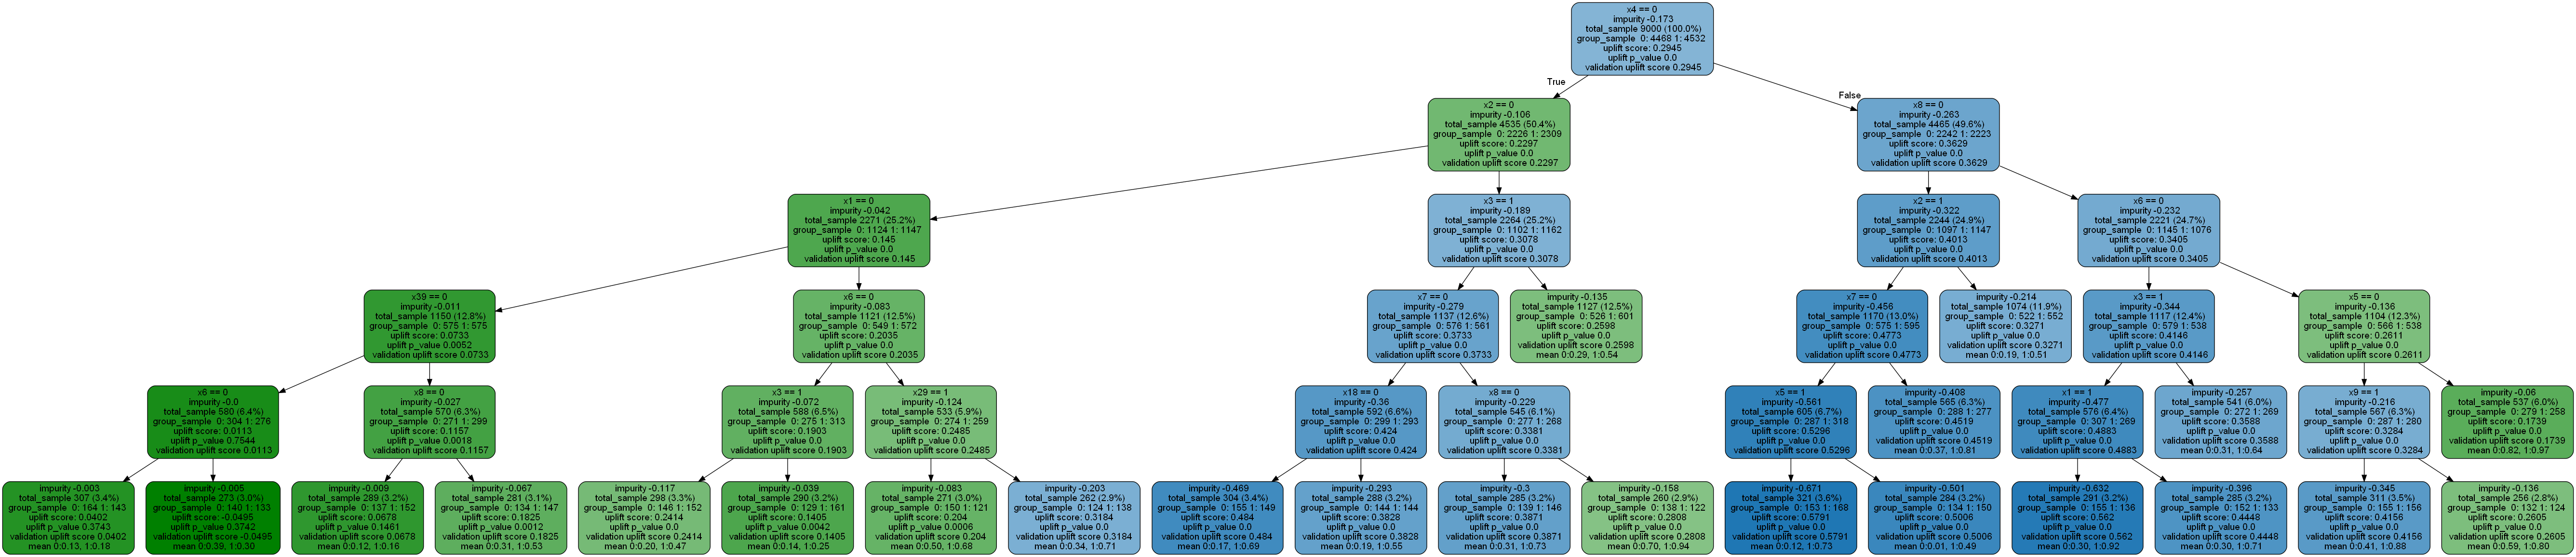 x4 == 0
impurity -0.173
total_sample 9000 (100.0%)
group_sample 0: 4468 1: 4532
uplift score: 0.2945
uplift p_value 0.0
validation uplift score 0.2945
True
False
x2 == 0
impurity -0.106
total_sample 4535 (50.4%)
group_sample 0: 2226 1: 2309
uplift score: 0.2297
uplift p_value 0.0
validation uplift score 0.2297
x8 == 0
impurity -0.263
total_sample 4465 (49.6%)
group_sample 0: 2242 1: 2223
uplift score: 0.3629
uplift p_value 0.0
validation uplift score 0.3629
x1 == 0
impurity -0.042
total_sample 2271 (25.2%)
group_sample 0: 1124 1: 1147
uplift score: 0.145
uplift p_value 0.0
validation uplift score 0.145
x3 == 1
impurity -0.189
total_sample 2264 (25.2%)
group_sample 0: 1102 1: 1162
uplift score: 0.3078
uplift p_value 0.0
validation uplift score 0.3078
x2 == 1
impurity -0.322
total_sample 2244 (24.9%)
group_sample 0: 1097 1: 1147
uplift score: 0.4013
uplift p_value 0.0
validation uplift score 0.4013
x6 == 0
impurity -0.232
total_sample 2221 (24.7%)
group_sample 0: 1145 1: 1076
uplift score: 0.3405
uplift p_value 0.0
validation uplift score 0.3405
x39 == 0
impurity -0.011
total_sample 1150 (12.8%)
group_sample 0: 575 1: 575
uplift score: 0.0733
uplift p_value 0.0052
validation uplift score 0.0733
x6 == 0
impurity -0.083
total_sample 1121 (12.5%)
group_sample 0: 549 1: 572
uplift score: 0.2035
uplift p_value 0.0
validation uplift score 0.2035
x7 == 0
impurity -0.279
total_sample 1137 (12.6%)
group_sample 0: 576 1: 561
uplift score: 0.3733
uplift p_value 0.0
validation uplift score 0.3733
impurity -0.135
total_sample 1127 (12.5%)
group_sample 0: 526 1: 601
uplift score: 0.2598
uplift p_value 0.0
validation uplift score 0.2598
mean 0:0.29, 1:0.54
x7 == 0
impurity -0.456
total_sample 1170 (13.0%)
group_sample 0: 575 1: 595
uplift score: 0.4773
uplift p_value 0.0
validation uplift score 0.4773
impurity -0.214
total_sample 1074 (11.9%)
group_sample 0: 522 1: 552
uplift score: 0.3271
uplift p_value 0.0
validation uplift score 0.3271
mean 0:0.19, 1:0.51
x3 == 1
impurity -0.344
total_sample 1117 (12.4%)
group_sample 0: 579 1: 538
uplift score: 0.4146
uplift p_value 0.0
validation uplift score 0.4146
x5 == 0
impurity -0.136
total_sample 1104 (12.3%)
group_sample 0: 566 1: 538
uplift score: 0.2611
uplift p_value 0.0
validation uplift score 0.2611
x6 == 0
impurity -0.0
total_sample 580 (6.4%)
group_sample 0: 304 1: 276
uplift score: 0.0113
uplift p_value 0.7544
validation uplift score 0.0113
x8 == 0
impurity -0.027
total_sample 570 (6.3%)
group_sample 0: 271 1: 299
uplift score: 0.1157
uplift p_value 0.0018
validation uplift score 0.1157
x3 == 1
impurity -0.072
total_sample 588 (6.5%)
group_sample 0: 275 1: 313
uplift score: 0.1903
uplift p_value 0.0
validation uplift score 0.1903
x29 == 1
impurity -0.124
total_sample 533 (5.9%)
group_sample 0: 274 1: 259
uplift score: 0.2485
uplift p_value 0.0
validation uplift score 0.2485
x18 == 0
impurity -0.36
total_sample 592 (6.6%)
group_sample 0: 299 1: 293
uplift score: 0.424
uplift p_value 0.0
validation uplift score 0.424
x8 == 0
impurity -0.229
total_sample 545 (6.1%)
group_sample 0: 277 1: 268
uplift score: 0.3381
uplift p_value 0.0
validation uplift score 0.3381
x5 == 1
impurity -0.561
total_sample 605 (6.7%)
group_sample 0: 287 1: 318
uplift score: 0.5296
uplift p_value 0.0
validation uplift score 0.5296
impurity -0.408
total_sample 565 (6.3%)
group_sample 0: 288 1: 277
uplift score: 0.4519
uplift p_value 0.0
validation uplift score 0.4519
mean 0:0.37, 1:0.81
x1 == 1
impurity -0.477
total_sample 576 (6.4%)
group_sample 0: 307 1: 269
uplift score: 0.4883
uplift p_value 0.0
validation uplift score 0.4883
impurity -0.257
total_sample 541 (6.0%)
group_sample 0: 272 1: 269
uplift score: 0.3588
uplift p_value 0.0
validation uplift score 0.3588
mean 0:0.31, 1:0.64
x9 == 1
impurity -0.216
total_sample 567 (6.3%)
group_sample 0: 287 1: 280
uplift score: 0.3284
uplift p_value 0.0
validation uplift score 0.3284
impurity -0.06
total_sample 537 (6.0%)
group_sample 0: 279 1: 258
uplift score: 0.1739
uplift p_value 0.0
validation uplift score 0.1739
mean 0:0.82, 1:0.97
impurity -0.003
total_sample 307 (3.4%)
group_sample 0: 164 1: 143
uplift score: 0.0402
uplift p_value 0.3743
validation uplift score 0.0402
mean 0:0.13, 1:0.18
impurity -0.005
total_sample 273 (3.0%)
group_sample 0: 140 1: 133
uplift score: -0.0495
uplift p_value 0.3742
validation uplift score -0.0495
mean 0:0.39, 1:0.30
impurity -0.009
total_sample 289 (3.2%)
group_sample 0: 137 1: 152
uplift score: 0.0678
uplift p_value 0.1461
validation uplift score 0.0678
mean 0:0.12, 1:0.16
impurity -0.067
total_sample 281 (3.1%)
group_sample 0: 134 1: 147
uplift score: 0.1825
uplift p_value 0.0012
validation uplift score 0.1825
mean 0:0.31, 1:0.53
impurity -0.117
total_sample 298 (3.3%)
group_sample 0: 146 1: 152
uplift score: 0.2414
uplift p_value 0.0
validation uplift score 0.2414
mean 0:0.20, 1:0.47
impurity -0.039
total_sample 290 (3.2%)
group_sample 0: 129 1: 161
uplift score: 0.1405
uplift p_value 0.0042
validation uplift score 0.1405
mean 0:0.14, 1:0.25
impurity -0.083
total_sample 271 (3.0%)
group_sample 0: 150 1: 121
uplift score: 0.204
uplift p_value 0.0006
validation uplift score 0.204
mean 0:0.50, 1:0.68
impurity -0.203
total_sample 262 (2.9%)
group_sample 0: 124 1: 138
uplift score: 0.3184
uplift p_value 0.0
validation uplift score 0.3184
mean 0:0.34, 1:0.71
impurity -0.469
total_sample 304 (3.4%)
group_sample 0: 155 1: 149
uplift score: 0.484
uplift p_value 0.0
validation uplift score 0.484
mean 0:0.17, 1:0.69
impurity -0.293
total_sample 288 (3.2%)
group_sample 0: 144 1: 144
uplift score: 0.3828
uplift p_value 0.0
validation uplift score 0.3828
mean 0:0.19, 1:0.55
impurity -0.3
total_sample 285 (3.2%)
group_sample 0: 139 1: 146
uplift score: 0.3871
uplift p_value 0.0
validation uplift score 0.3871
mean 0:0.31, 1:0.73
impurity -0.158
total_sample 260 (2.9%)
group_sample 0: 138 1: 122
uplift score: 0.2808
uplift p_value 0.0
validation uplift score 0.2808
mean 0:0.70, 1:0.94
impurity -0.671
total_sample 321 (3.6%)
group_sample 0: 153 1: 168
uplift score: 0.5791
uplift p_value 0.0
validation uplift score 0.5791
mean 0:0.12, 1:0.73
impurity -0.501
total_sample 284 (3.2%)
group_sample 0: 134 1: 150
uplift score: 0.5006
uplift p_value 0.0
validation uplift score 0.5006
mean 0:0.01, 1:0.49
impurity -0.632
total_sample 291 (3.2%)
group_sample 0: 155 1: 136
uplift score: 0.562
uplift p_value 0.0
validation uplift score 0.562
mean 0:0.30, 1:0.92
impurity -0.396
total_sample 285 (3.2%)
group_sample 0: 152 1: 133
uplift score: 0.4448
uplift p_value 0.0
validation uplift score 0.4448
mean 0:0.30, 1:0.71
impurity -0.345
total_sample 311 (3.5%)
group_sample 0: 155 1: 156
uplift score: 0.4156
uplift p_value 0.0
validation uplift score 0.4156
mean 0:0.41, 1:0.88
impurity -0.136
total_sample 256 (2.8%)
group_sample 0: 132 1: 124
uplift score: 0.2605
uplift p_value 0.0
validation uplift score 0.2605
mean 0:0.59, 1:0.80